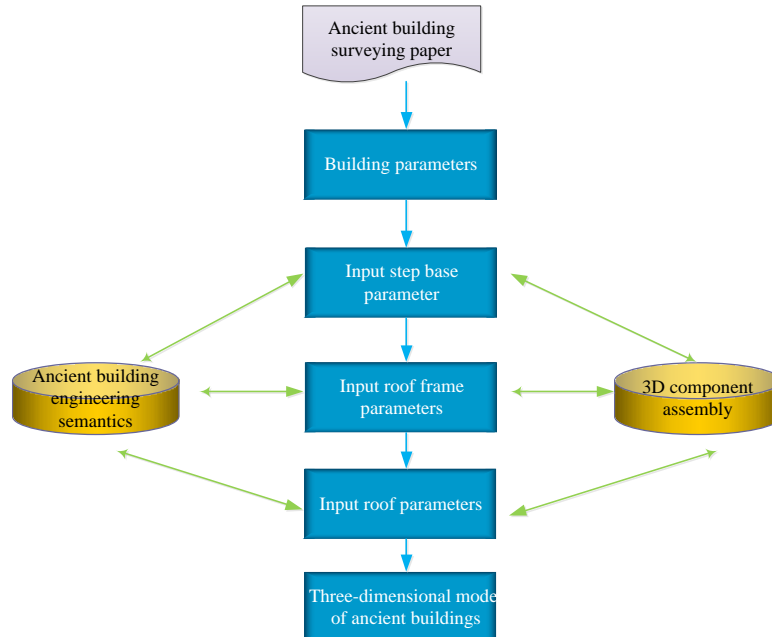 Ancient building
surveying paper
Building parameters
Input step base
parameter
Ancient building
engineering
semantics
Input roof frame
parameters
3D component
assembly
Input roof parameters
Three-dimensional mode
of ancient buildings